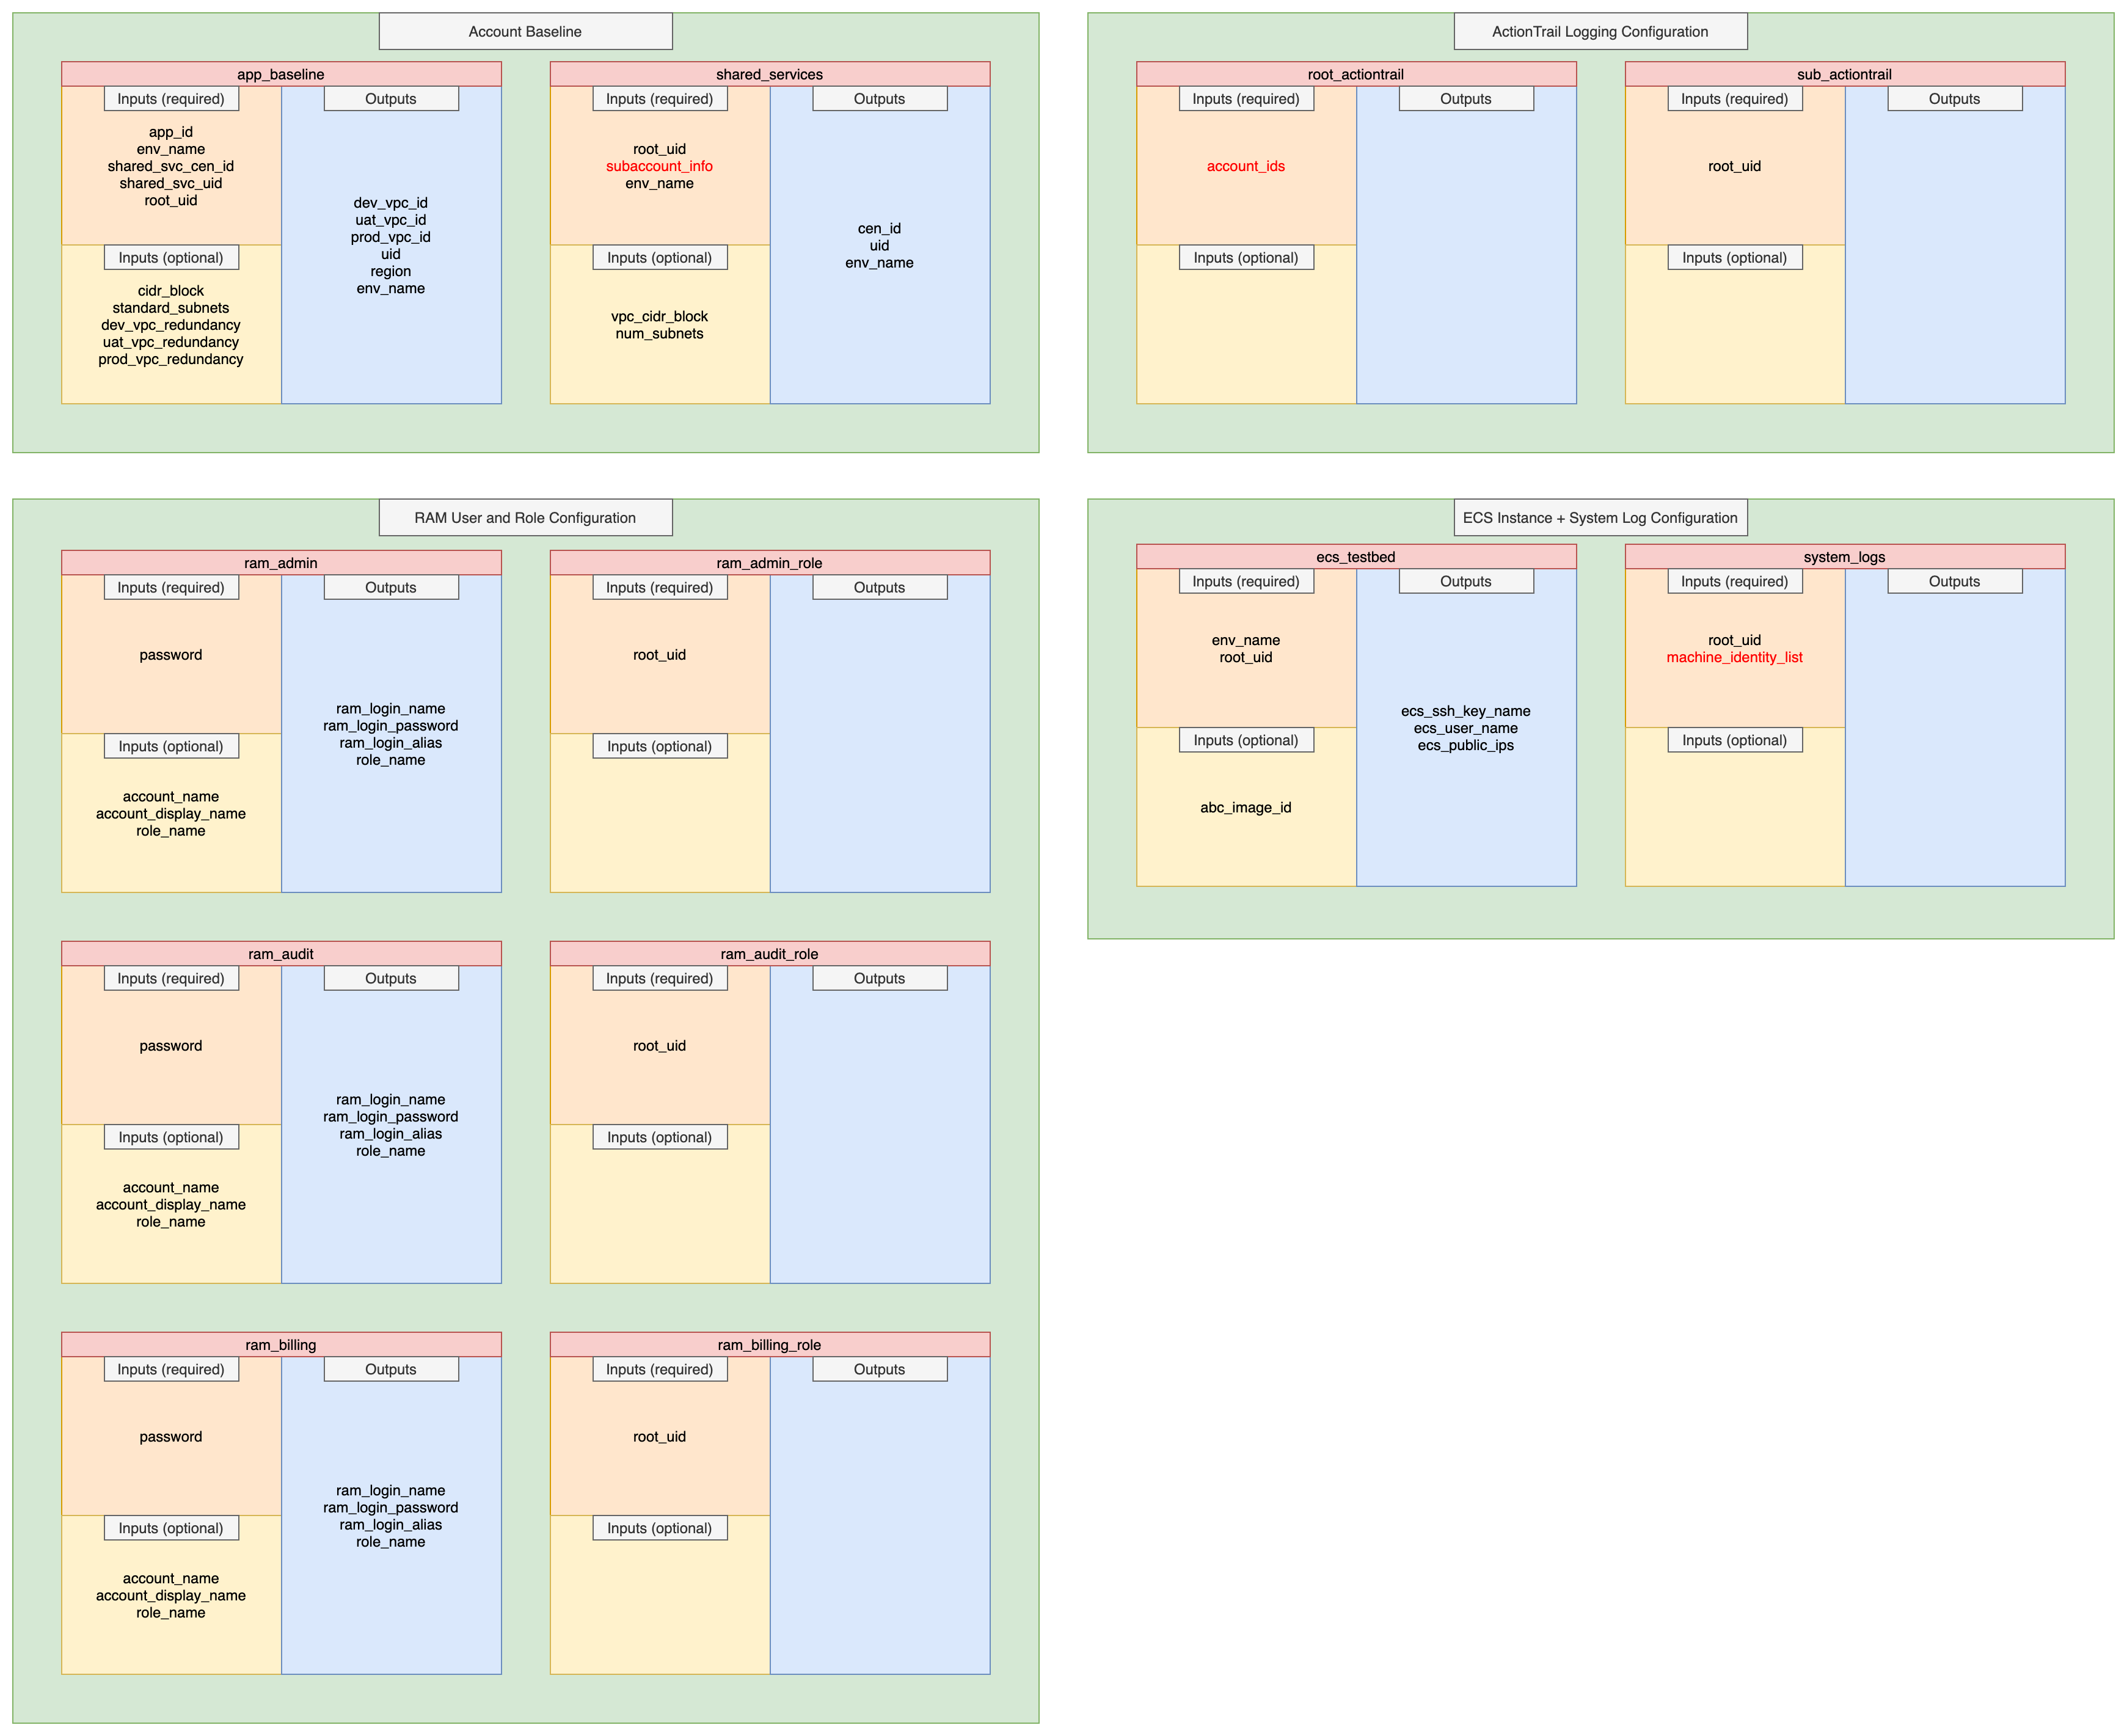 Account Baseline
app_baseline
Inputs (required)
app_id
env_name
shared_svc_cen_id
shared_svc_uid
root_uid
Inputs (optional)
cidr_block
standard_subnets
dev_vpc_redundancy
uat_vpc_redundancy
prod_vpc_redundancy
Outputs
dev_vpc_id
uat_vpc_id
prod_vpc_id
uid
region
env_name
shared_services
Inputs (required)
root_uid
subaccount_info
env_name
Inputs (optional)
vpc_cidr_block
num_subnets
Outputs
cen_id
uid
env_name
ActionTrail Logging Configuration
root_actiontrail
Inputs (required)
account_ids
Inputs (optional)
Outputs
sub_actiontrail
Inputs (required)
root_uid
Inputs (optional)
Outputs
RAM User and Role Configuration
ram_admin
Inputs (required)
password
Inputs (optional)
account_name
account_display_name
role_name
Outputs
ram_login_name
ram_login_password
ram_login_alias
role_name
ram_admin_role
Inputs (required)
root_uid
Inputs (optional)
Outputs
ram_audit
Inputs (required)
password
Inputs (optional)
account_name
account_display_name
role_name
Outputs
ram_login_name
ram_login_password
ram_login_alias
role_name
ram_audit_role
Inputs (required)
root_uid
Inputs (optional)
Outputs
ram_billing
Inputs (required)
password
Inputs (optional)
account_name
account_display_name
role_name
Outputs
ram_login_name
ram_login_password
ram_login_alias
role_name
ram_billing_role
Inputs (required)
root_uid
Inputs (optional)
Outputs
ECS Instance + System Log Configuration
ecs_testbed
Inputs (required)
env_name
root_uid
Inputs (optional)
abc_image_id
Outputs
ecs_ssh_key_name
ecs_user_name
ecs_public_ips
system_logs
Inputs (required)
root_uid
machine_identity_list
Inputs (optional)
Outputs